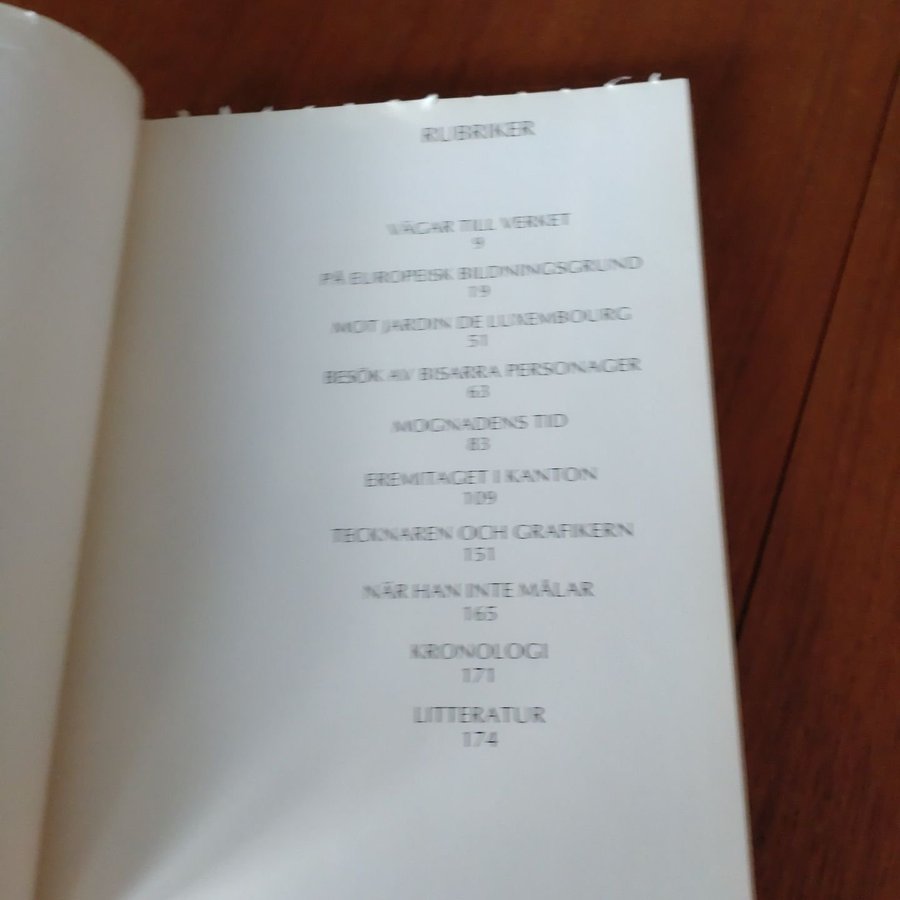 RUBRIKER
VÄGAR TILL VERKET
9
PÅ EUROPEISK BILDNINGSGRUND
19
MOT JARDIN DE LUXEMBOURG
51
BESÖK AV BISARRA PERSONAGER
63
MOGNADENS TID
83
EREMITAGET I KANTON
109
TECKNAREN OCH GRAFIKERN
151
NÄR HAN INTE MÅLAR
165
KRONOLOGI
171
LITTERATUR
174